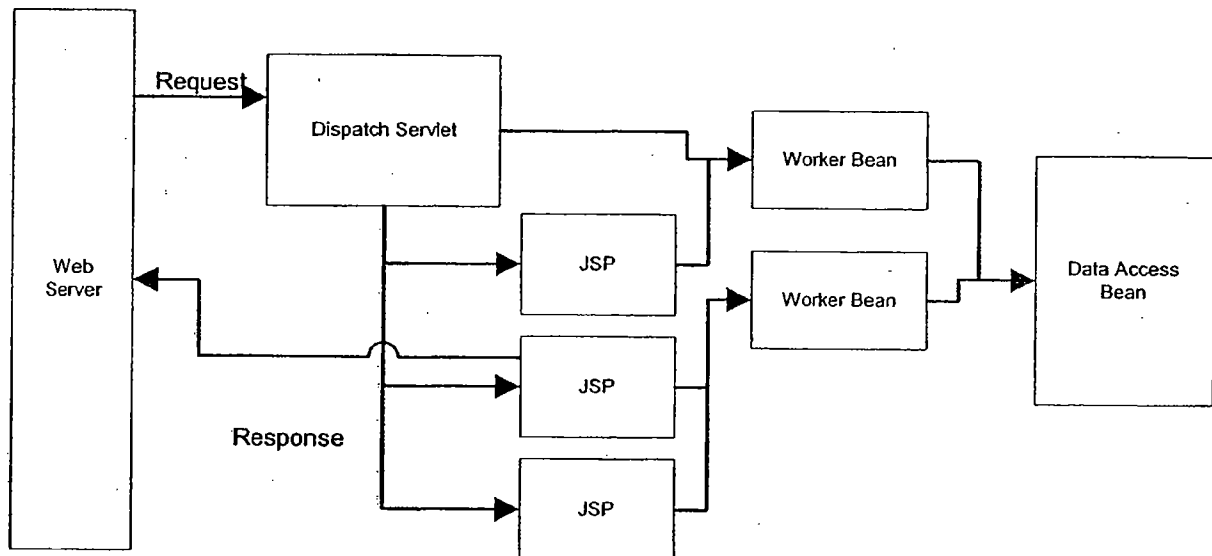 Request
Dispatch Servlet
Worker Bean
Web
Server
JSP
Worker Bean
Data Access
Bean
JSP
Response
JSP